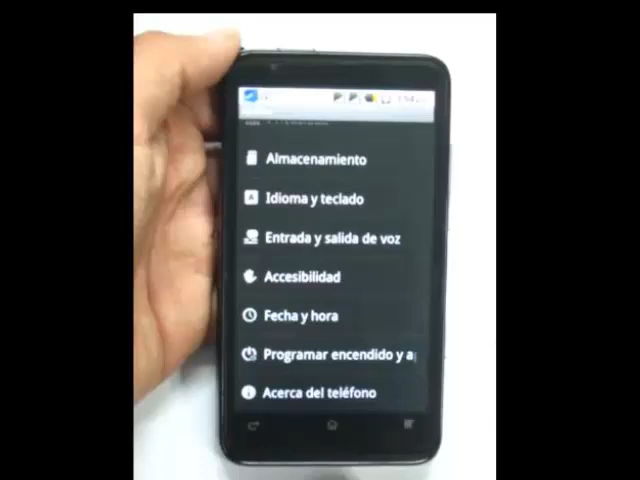 Almacenamiento
Idioma y teclado
Entrada y salida de voz
Accesibilidad
Fecha y hora
Programar encendido y a
Acerca del teléfono